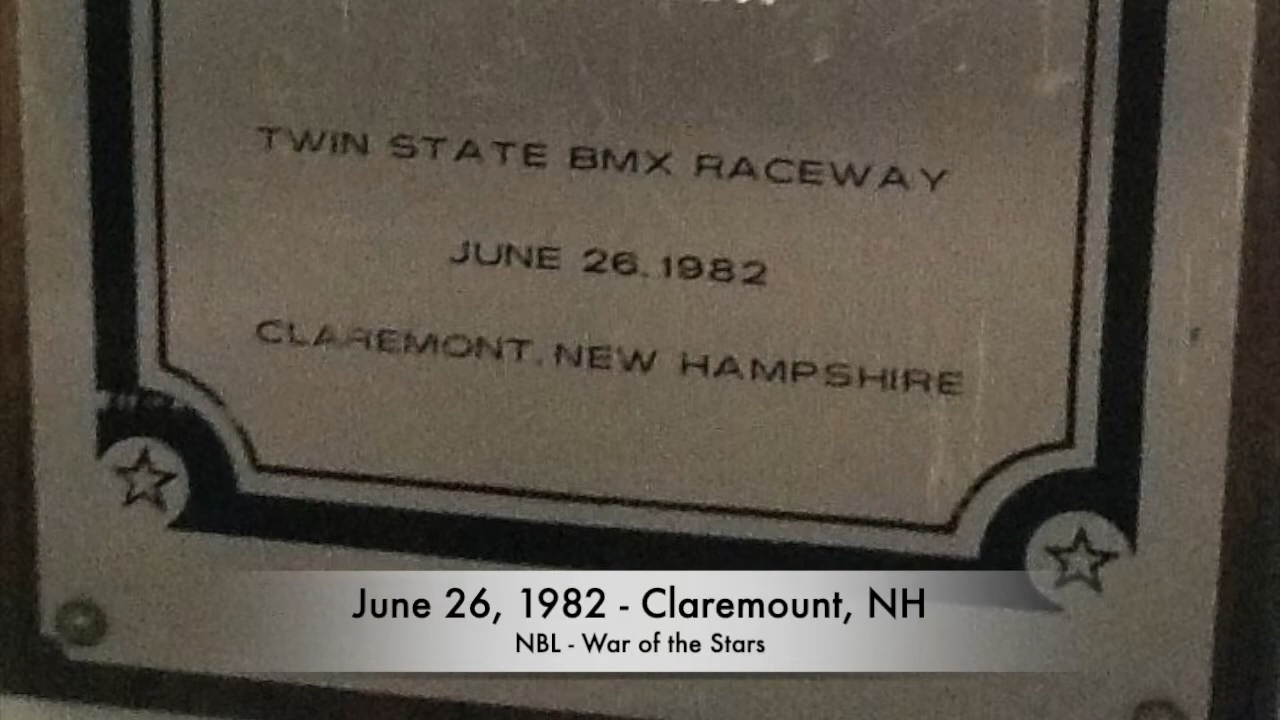 TWIN STATE BMX RACEWAY
JUNE 26, 1982
CLAREMONT, NEW HAMPSHIRE
June 26, 1982 - Claremount, NH
NBL - War of the Stars